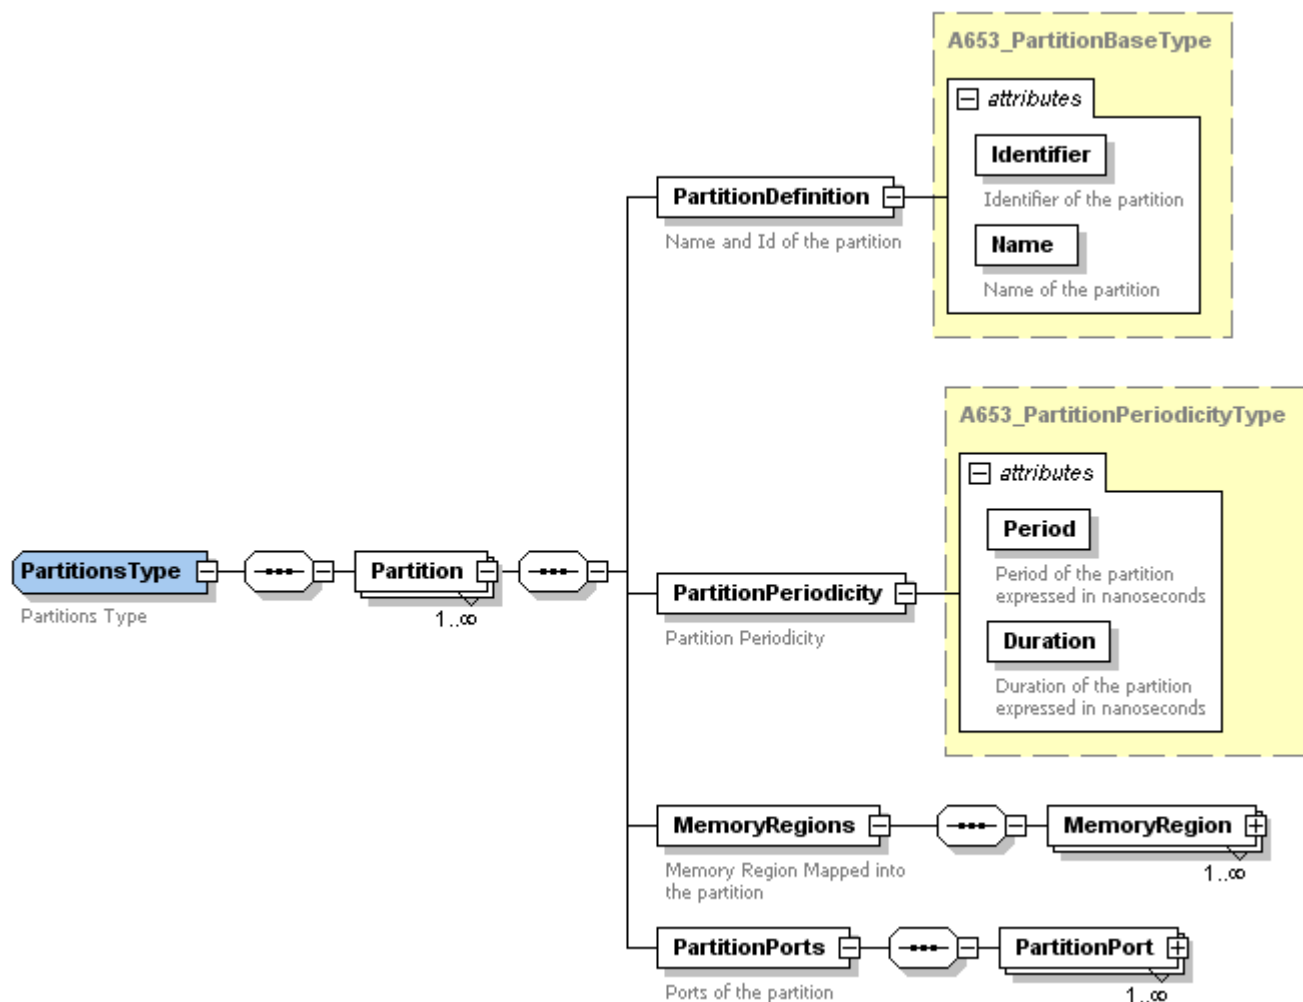 A653_PartitionBaseType
attributes
Identifier
Identifier of the partition
Name
Name of the partition
PartitionDefinition
Name and Id of the partition
A653_PartitionPeriodicityType
attributes
Period
Period of the partition
expressed in nanoseconds
Duration
Duration of the partition
expressed in nanoseconds
PartitionsType
Partitions Type
Partition
1..∞
PartitionPeriodicity
Partition Periodicity
MemoryRegions
Memory Region Mapped into
the partition
MemoryRegion
1..∞
PartitionPorts
Ports of the partition
PartitionPort
1..∞